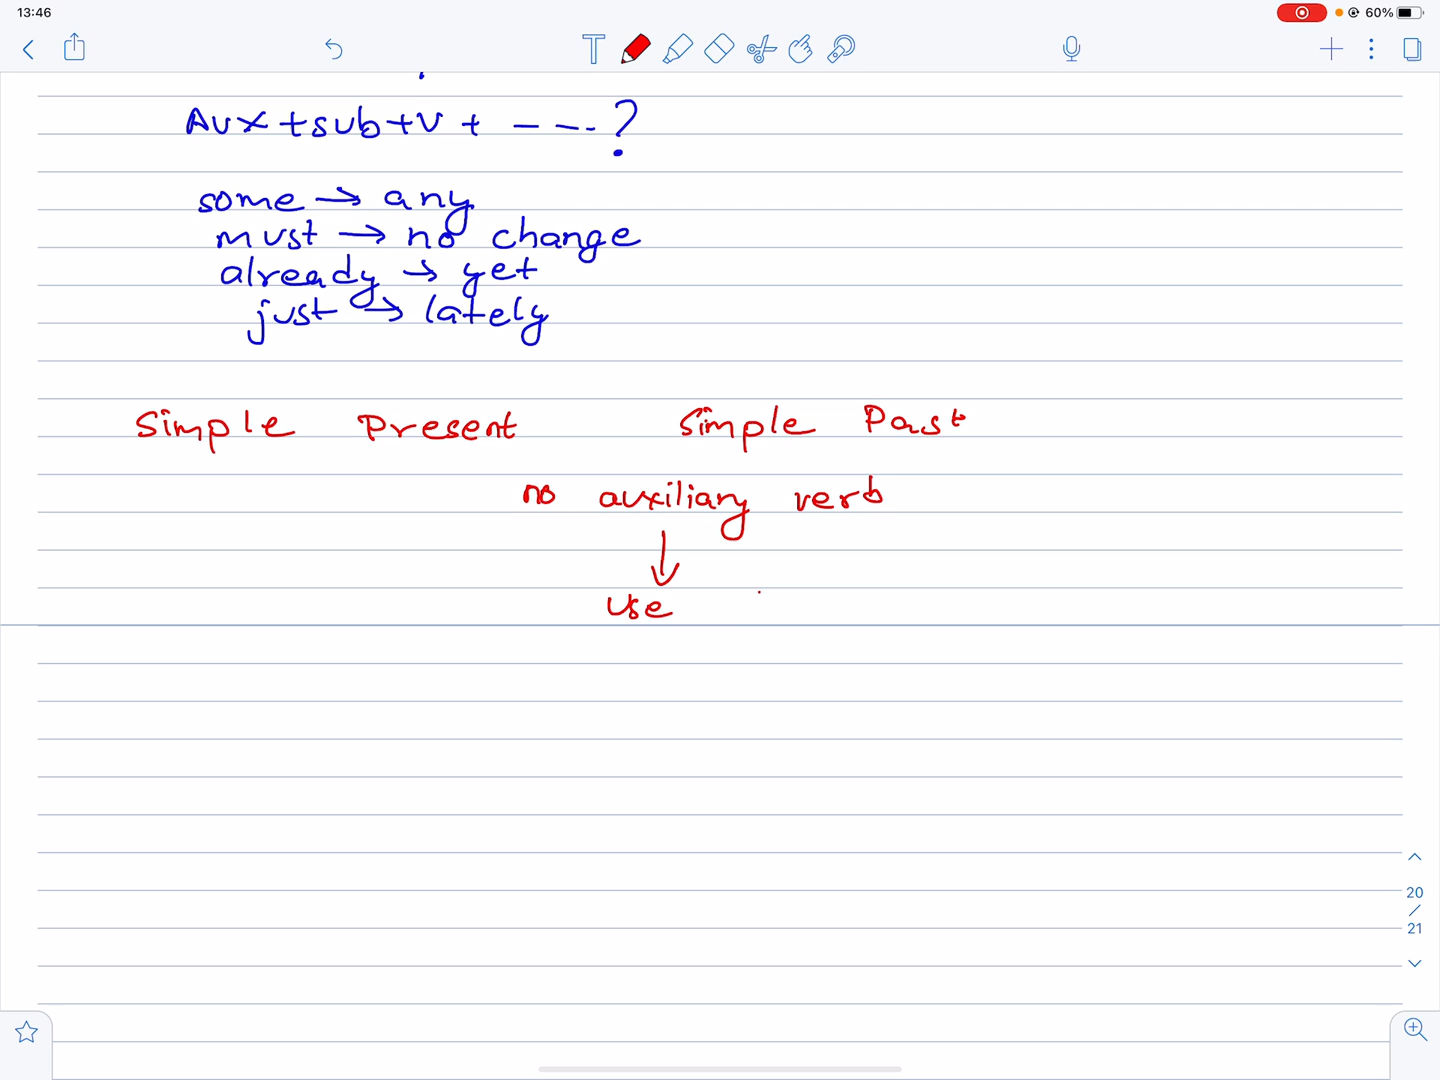 13:46
60%
T
Aux + sub + V + - - - - ?
some → any
must → no change
already → yet
just → lately
Simple Present Simple Past
no auxiliary verb
↓
use
20
/
21